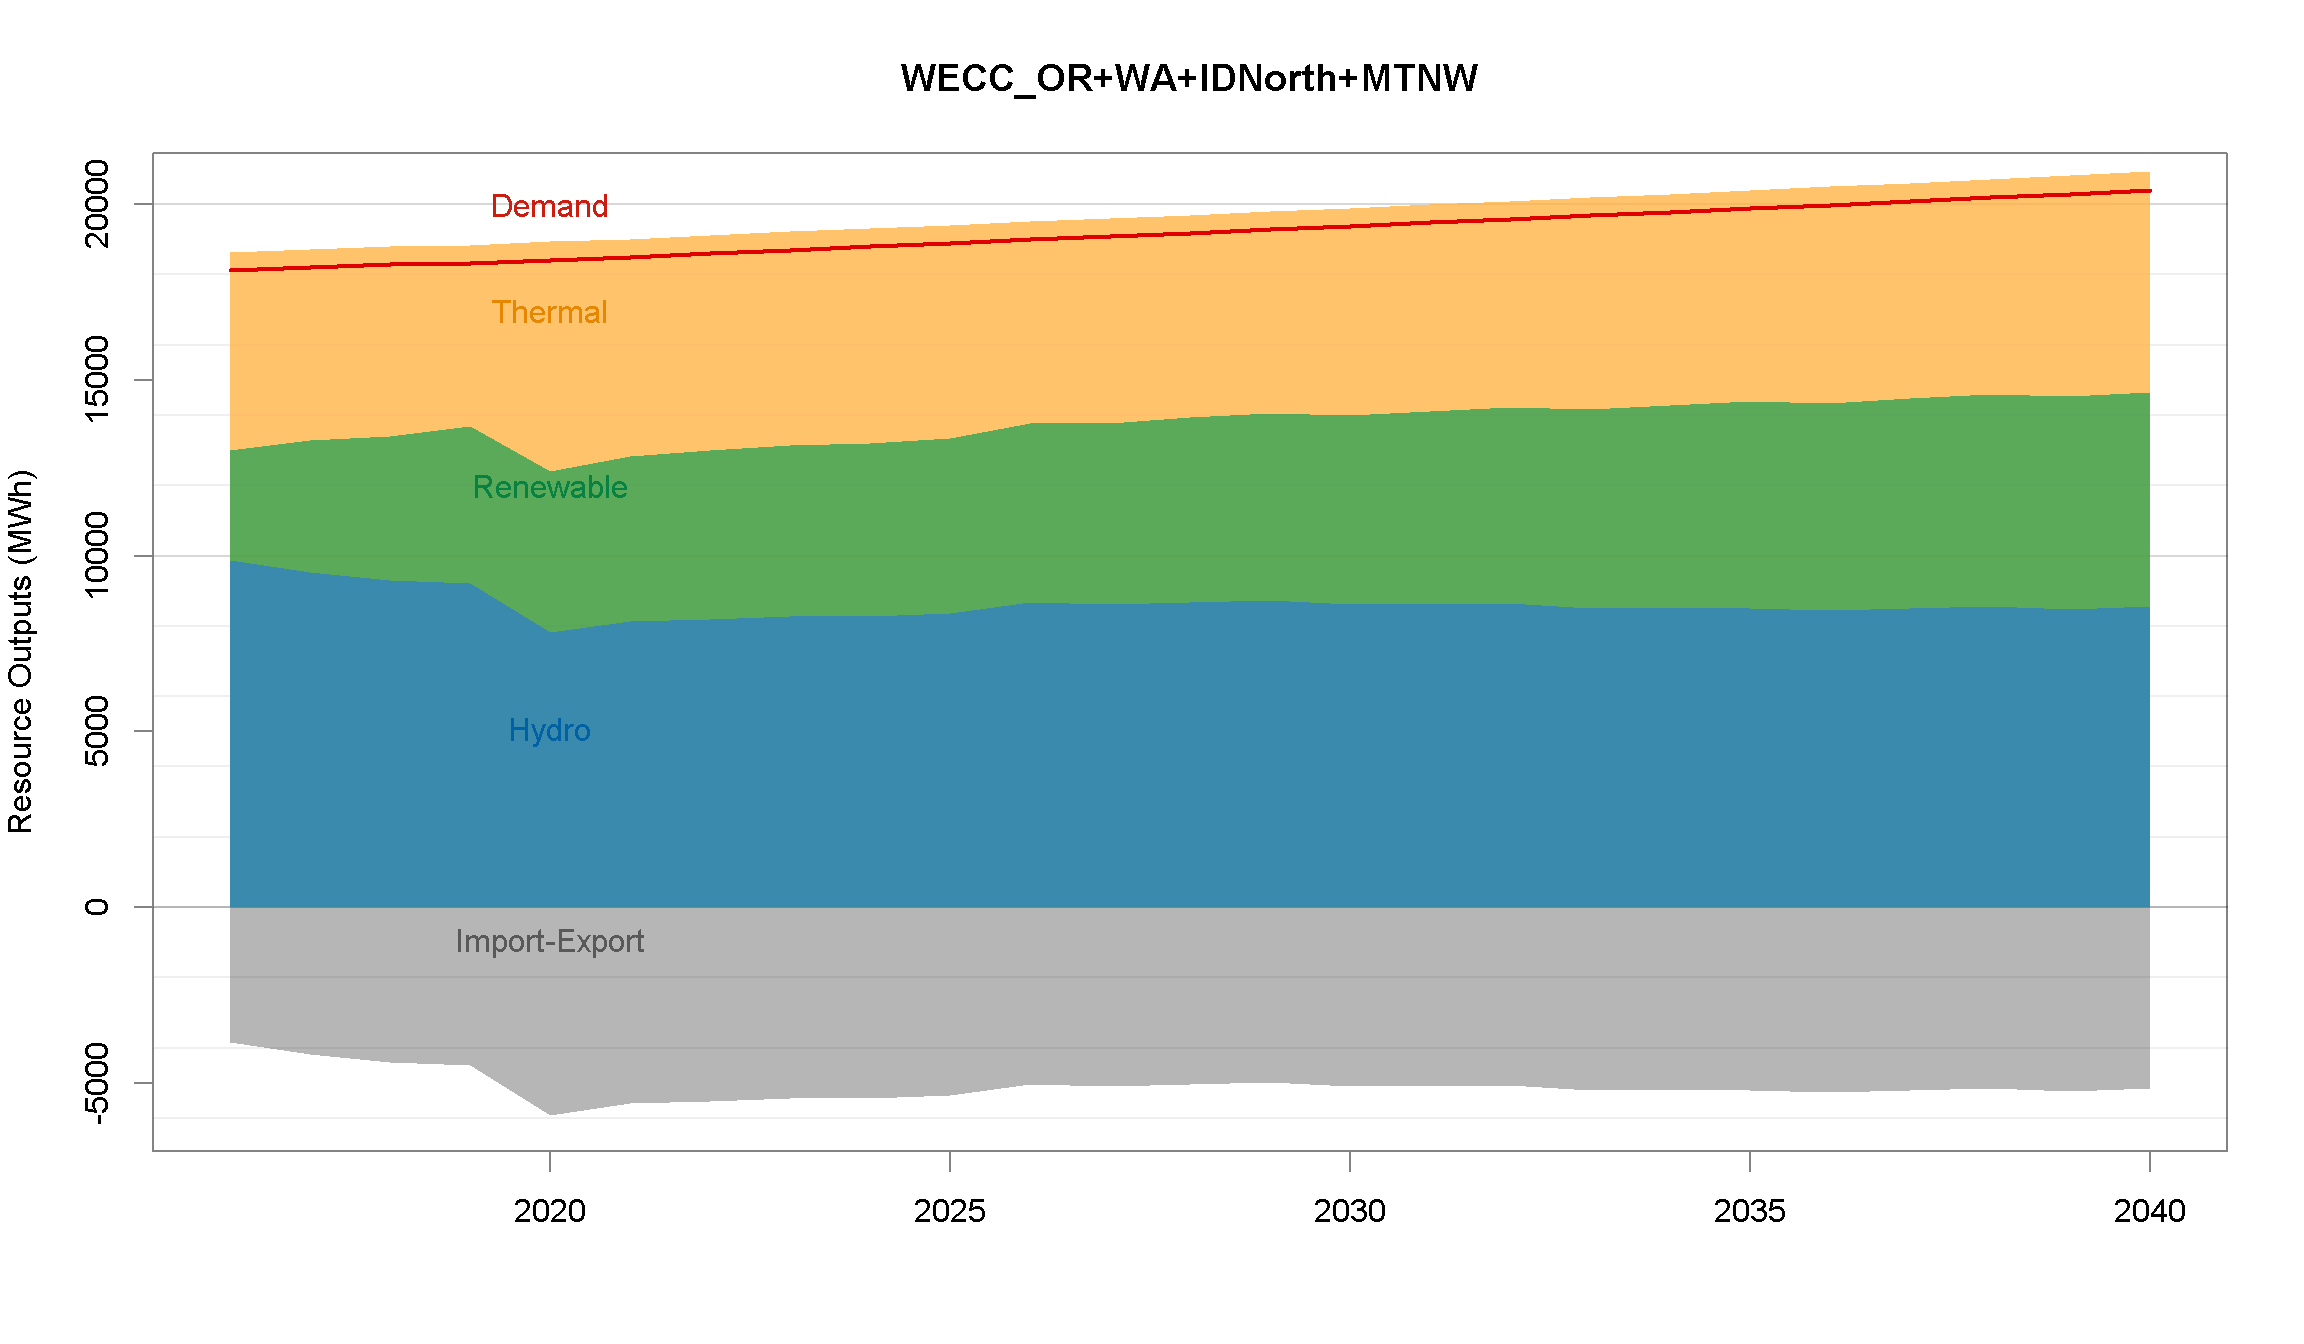 WECC_OR+WA+IDNorth+MTNW
Resource Outputs (MWh)
20000
15000
10000
5000
0
-5000
Demand
Thermal
Renewable
Hydro
Import-Export
2020
2025
2030
2035
2040